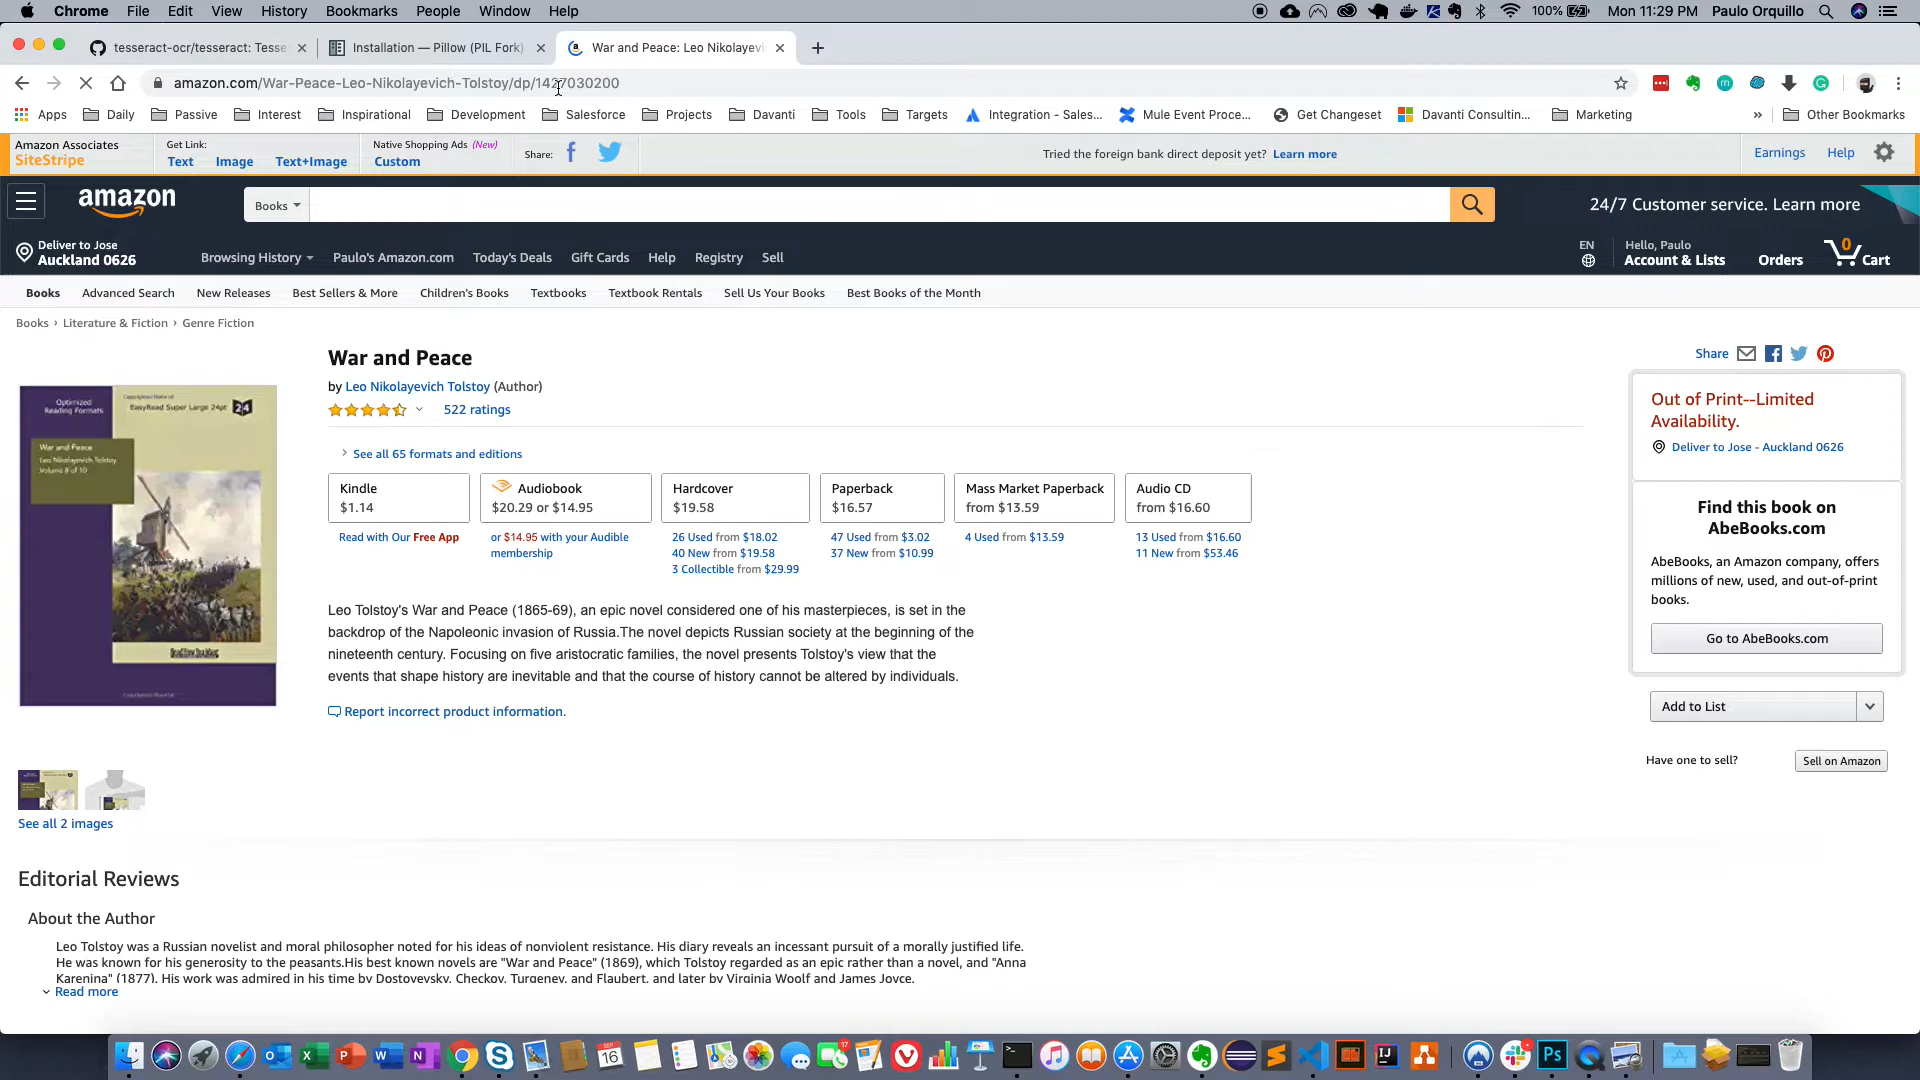 Chrome File Edit View History Bookmarks People Window Help 100% Mon 11:29 PM Paulo Orquillo
tesseract-ocr/tesseract: Tesse Installation — Pillow (PIL Fork) War and Peace: Leo Nikolayevi
amazon.com/War-Peace-Leo-Nikolayevich-Tolstoy/dp/1427030200
Apps Daily Passive Interest Inspirational Development Salesforce Projects Davanti Tools Targets Integration - Sales... Mule Event Proce... Get Changeset Davanti Consultin... Marketing » Other Bookmarks
Amazon Associates
SiteStripe
Get Link:
Text Image Text+Image
Native Shopping Ads (New)
Custom
Share:
Tried the foreign bank direct deposit yet? Learn more
Earnings Help
amazon
Books
24/7 Customer service. Learn more
Deliver to Jose
Auckland 0626
Browsing History Paulo's Amazon.com Today's Deals Gift Cards Help Registry Sell
EN
Hello, Paulo
Account & Lists
Orders
0
Cart
Books Advanced Search New Releases Best Sellers & More Children's Books Textbooks Textbook Rentals Sell Us Your Books Best Books of the Month
Books › Literature & Fiction › Genre Fiction
Optimized
Reading Formats
EasyRead Super Large 24pt
24
War and Peace
Leo Nikolayevich Tolstoy
Volume 8 of 10
War and Peace
by Leo Nikolayevich Tolstoy (Author)
522 ratings
See all 65 formats and editions
Kindle
$1.14
Read with Our Free App
Audiobook
$20.29 or $14.95
or $14.95 with your Audible
membership
Hardcover
$19.58
26 Used from $18.02
40 New from $19.58
3 Collectible from $29.99
Paperback
$16.57
47 Used from $3.02
37 New from $10.99
Mass Market Paperback
from $13.59
4 Used from $13.59
Audio CD
from $16.60
13 Used from $16.60
11 New from $53.46
Leo Tolstoy's War and Peace (1865-69), an epic novel considered one of his masterpieces, is set in the
backdrop of the Napoleonic invasion of Russia.The novel depicts Russian society at the beginning of the
nineteenth century. Focusing on five aristocratic families, the novel presents Tolstoy's view that the
events that shape history are inevitable and that the course of history cannot be altered by individuals.
Report incorrect product information.
Share
Out of Print--Limited
Availability.
Deliver to Jose - Auckland 0626
Find this book on
AbeBooks.com
AbeBooks, an Amazon company, offers
millions of new, used, and out-of-print
books.
Go to AbeBooks.com
Add to List
Have one to sell?
Sell on Amazon
See all 2 images
Editorial Reviews
About the Author
Leo Tolstoy was a Russian novelist and moral philosopher noted for his ideas of nonviolent resistance. His diary reveals an incessant pursuit of a morally justified life.
He was known for his generosity to the peasants.His best known novels are "War and Peace" (1869), which Tolstoy regarded as an epic rather than a novel, and "Anna
Karenina" (1877). His work was admired in his time by Dostoyevsky, Checkov, Turgenev, and Flaubert, and later by Virginia Woolf and James Joyce.
Read more
SEP
16
17